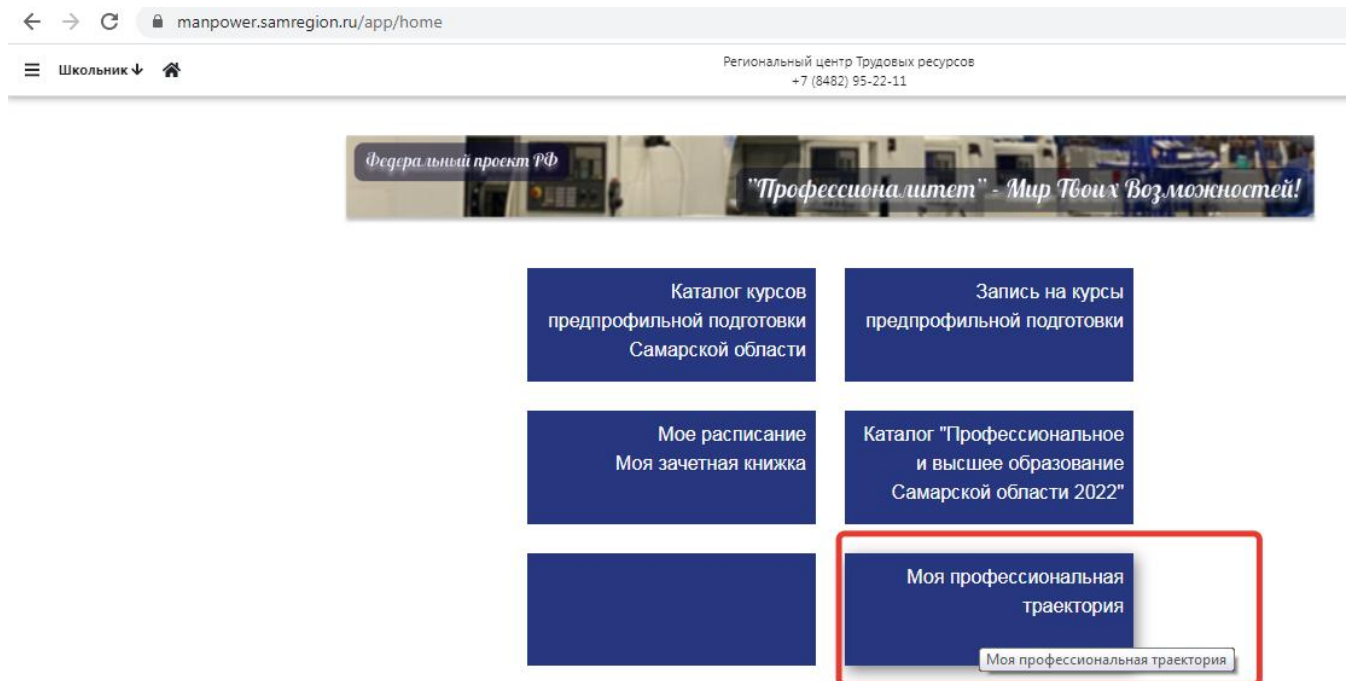 manpower.samregion.ru/app/home
Школьник
Региональный центр Трудовых ресурсов
+7 (8482) 95-22-11
Федеральный проект РФ
"Профессионалитет" - Мир Твоих Возможностей!
Каталог курсов
предпрофильной подготовки
Самарской области
Запись на курсы
предпрофильной подготовки
Мое расписание
Моя зачетная книжка
Каталог "Профессиональное
и высшее образование
Самарской области 2022"
Моя профессиональная
траектория
Моя профессиональная траектория